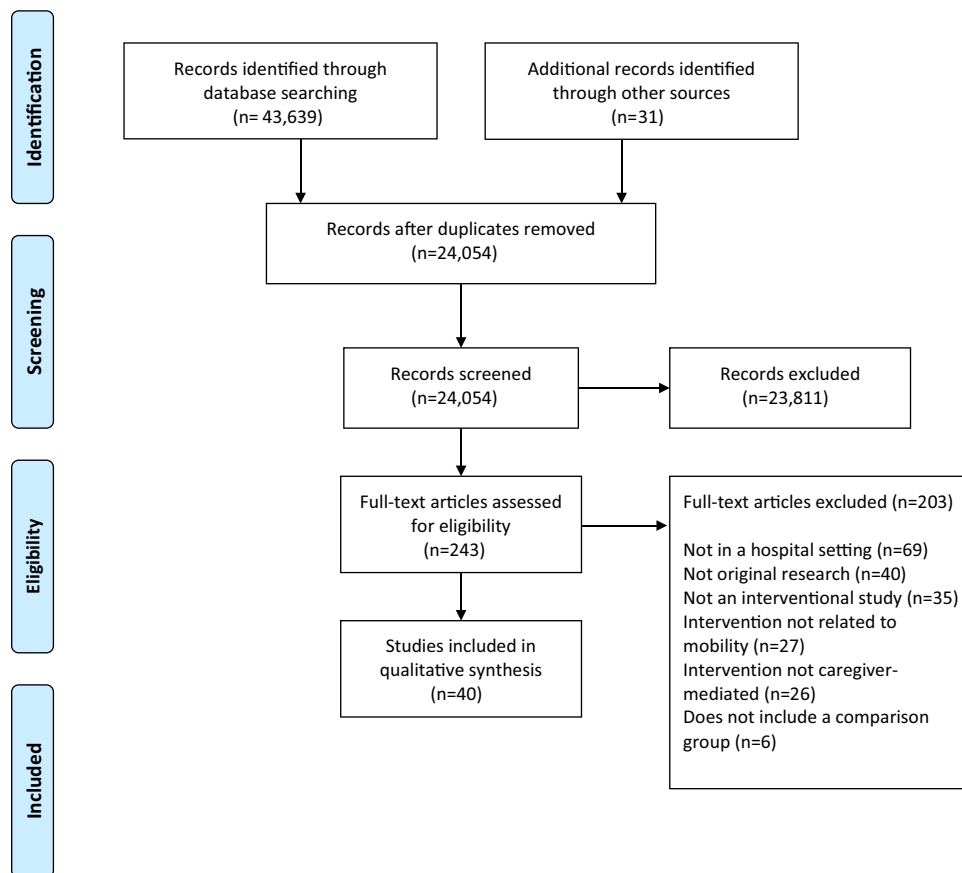 Identification
Records identified through
database searching
(n= 43,639)
Additional records identified
through other sources
(n=31)
Records after duplicates removed
(n=24,054)
Screening
Records screened
(n=24,054)
Records excluded
(n=23,811)
Eligibility
Full-text articles assessed
for eligibility
(n=243)
Full-text articles excluded (n=203)
Not in a hospital setting (n=69)
Not original research (n=40)
Not an interventional study (n=35)
Intervention not related to
mobility (n=27)
Intervention not caregiver-
mediated (n=26)
Does not include a comparison
group (n=6)
Studies included in
qualitative synthesis
(n=40)
Included